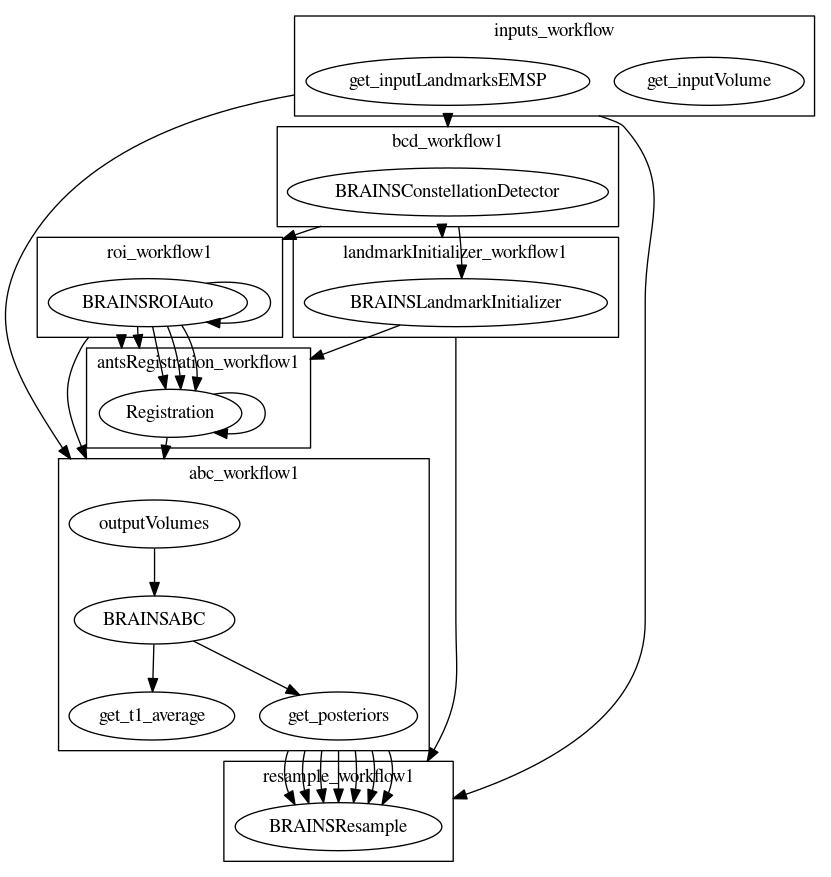 inputs_workflow
get_inputLandmarksEMSP
get_inputVolume
bcd_workflow1
BRAINSConstellationDetector
roi_workflow1
landmarkInitializer_workflow1
BRAINSROIAuto
BRAINSLandmarkInitializer
antsRegistration_workflow1
Registration
abc_workflow1
outputVolumes
BRAINSABC
get_t1_average
get_posteriors
resample_workflow1
BRAINSResample